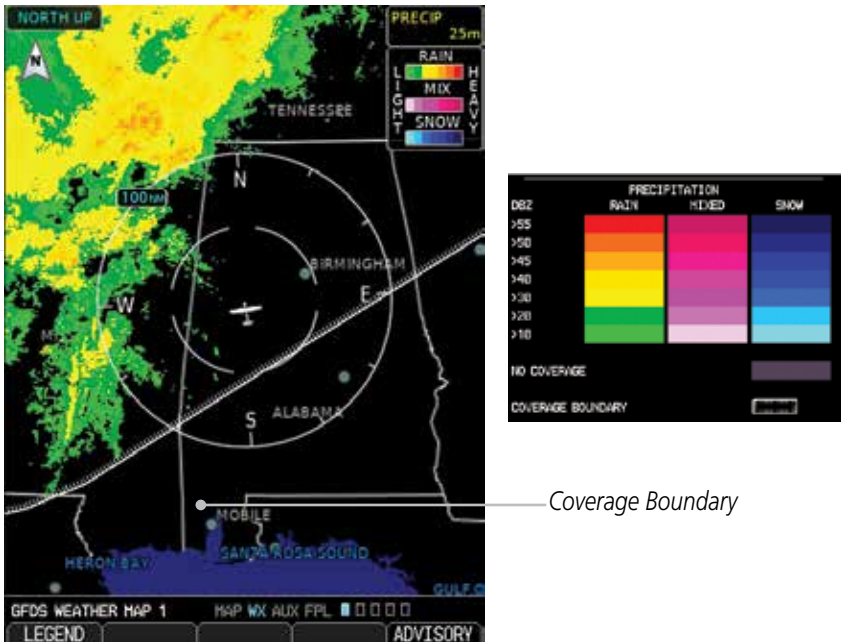 NORTH UP
PRECIP
25m
N
RAIN
LIGHT
HEAVY
MIX
SNOW
TENNESSEE
N
100NM
BIRMINGHAM
W
E
S
ALABAMA
MOBILE
SANTA ROSA SOUND
HERON BAY
GFDS WEATHER MAP 1
MAP WX AUX FPL
LEGEND
ADVISORY
PRECIPITATION
DBZ RAIN MIXED SNOW
>55
>50
>45
>40
>30
>20
>10
NO COVERAGE
COVERAGE BOUNDARY
Coverage Boundary